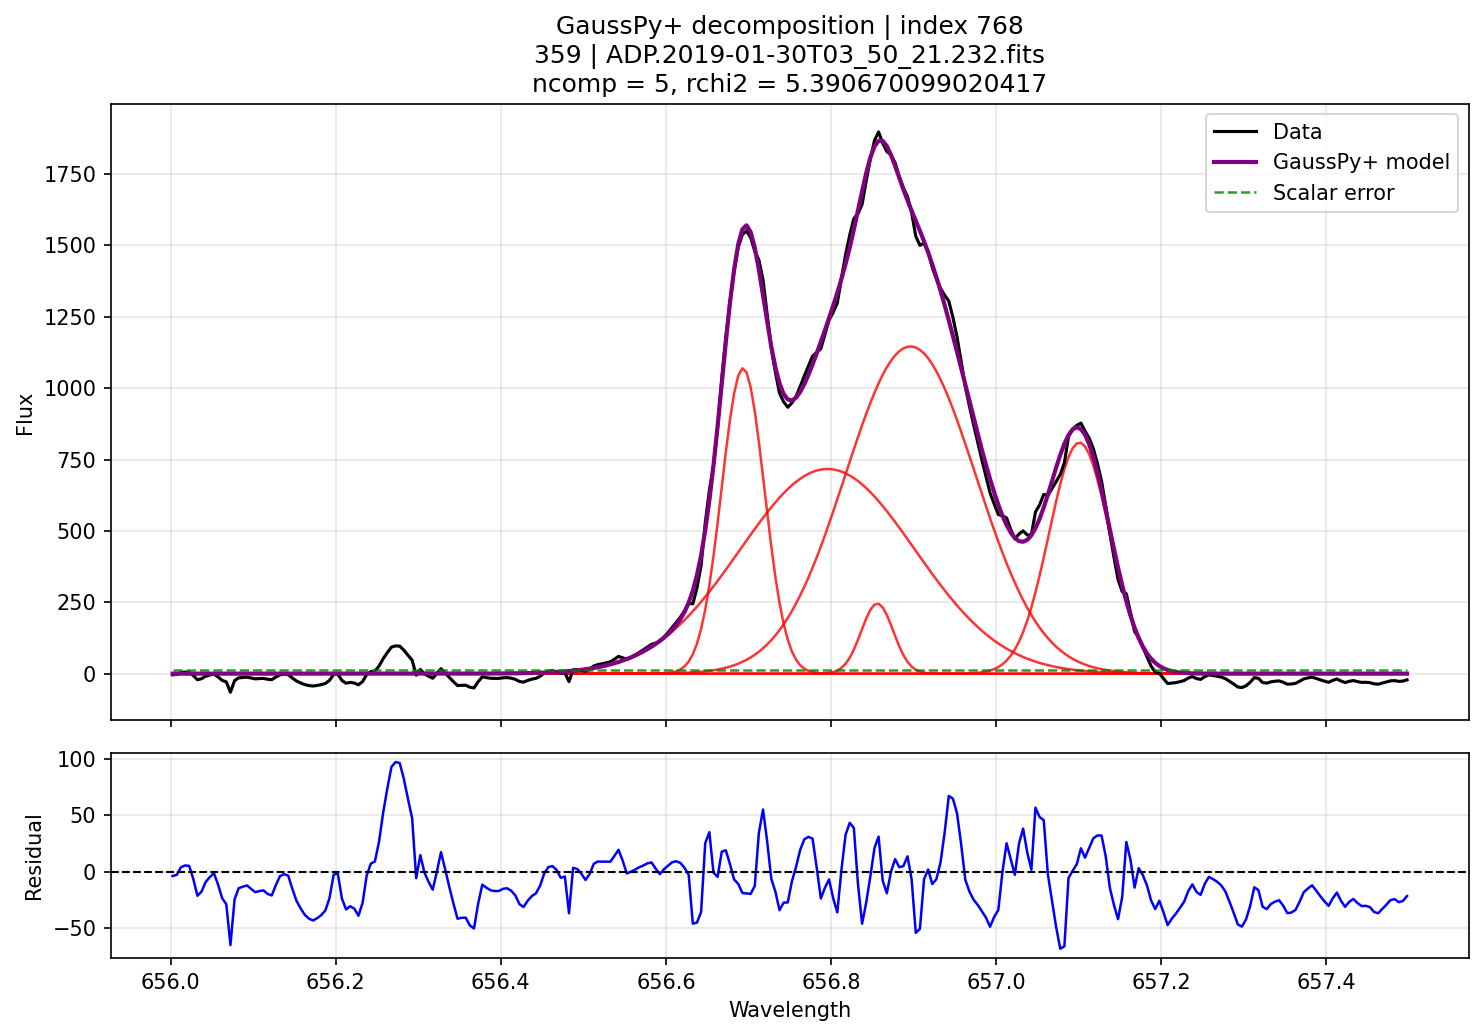 GaussPy+ decomposition | index 768
359 | ADP.2019-01-30T03_50_21.232.fits
ncomp = 5, rchi2 = 5.390670099020417
Data
GaussPy+ model
Scalar error
Flux
1750
1500
1250
1000
750
500
250
0
Residual
100
50
0
−50
656.0 656.2 656.4 656.6 656.8 657.0 657.2 657.4
Wavelength